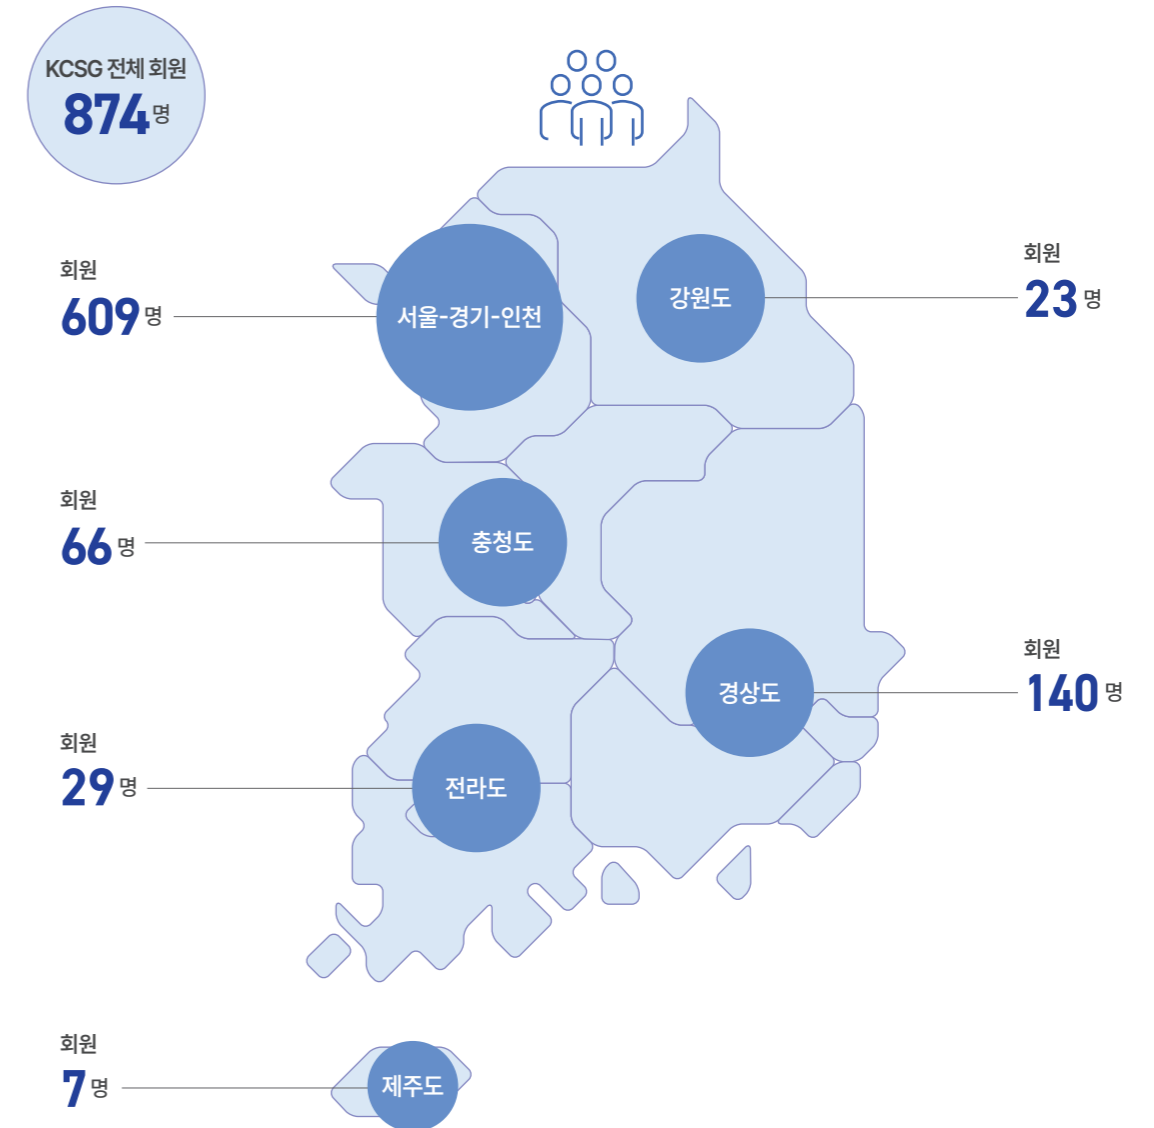 KCSG 전체 회원
874명
회원
609명
서울-경기-인천
강원도
회원
23명
회원
66명
충청도
경상도
회원
140명
회원
29명
전라도
회원
7명
제주도